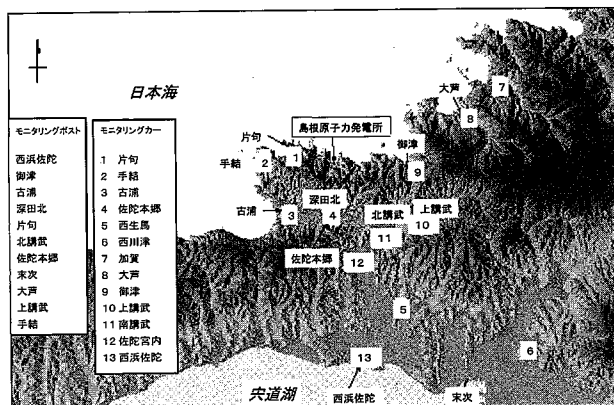 日本海
モニタリングポスト
西浜佐陀
御津
古浦
深田北
片句
北講武
佐陀本郷
末次
大芦
上講武
手結
モニタリングカー
1 片句
2 手結
3 古浦
4 佐陀本郷
5 西生馬
6 西川津
7 加賀
8 大芦
9 御津
10 上講武
11 南講武
12 佐陀宮内
13 西浜佐陀
大芦
7
8
島根原子力発電所
片句
1
手結
2
御津
9
古浦
3
深田北
4
北講武
11
上講武
10
佐陀本郷
12
5
6
13
西浜佐陀
末次
宍道湖